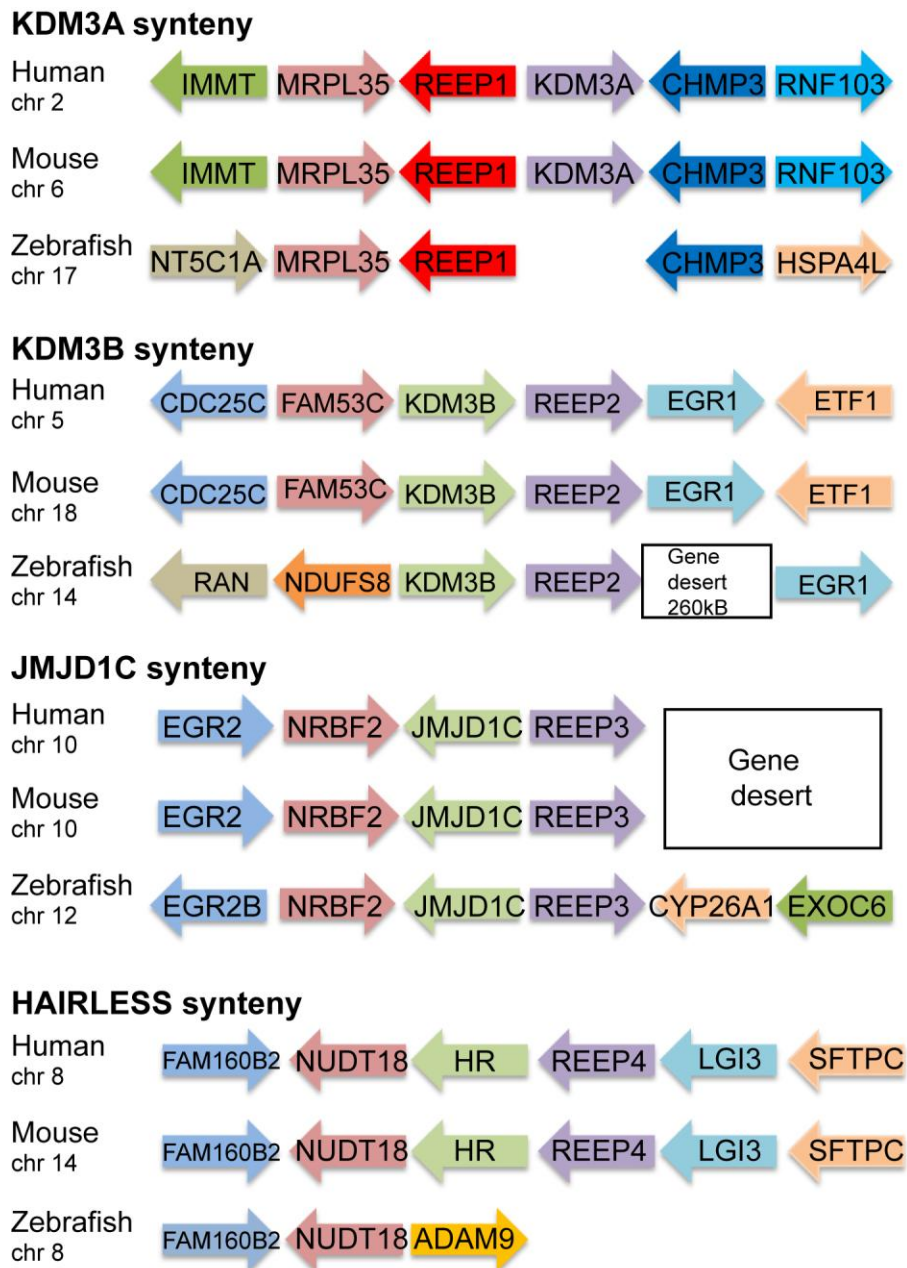 KDM3A synteny
Human
chr 2
IMMT MRPL35 REEP1 KDM3A CHMP3 RNF103
Mouse
chr 6
IMMT MRPL35 REEP1 KDM3A CHMP3 RNF103
Zebrafish
chr 17
NT5C1A MRPL35 REEP1 CHMP3 HSPA4L
KDM3B synteny
Human
chr 5
CDC25C FAM53C KDM3B REEP2 EGR1 ETF1
Mouse
chr 18
CDC25C FAM53C KDM3B REEP2 EGR1 ETF1
Zebrafish
chr 14
RAN NDUFS8 KDM3B REEP2 EGR1
Gene
desert
260kB
JMJD1C synteny
Human
chr 10
EGR2 NRBF2 JMJD1C REEP3
Mouse
chr 10
EGR2 NRBF2 JMJD1C REEP3
Gene
desert
Zebrafish
chr 12
EGR2B NRBF2 JMJD1C REEP3 CYP26A1 EXOC6
HAIRLESS synteny
Human
chr 8
FAM160B2 NUDT18 HR REEP4 LGI3 SFTPC
Mouse
chr 14
FAM160B2 NUDT18 HR REEP4 LGI3 SFTPC
Zebrafish
chr 8
FAM160B2 NUDT18 ADAM9